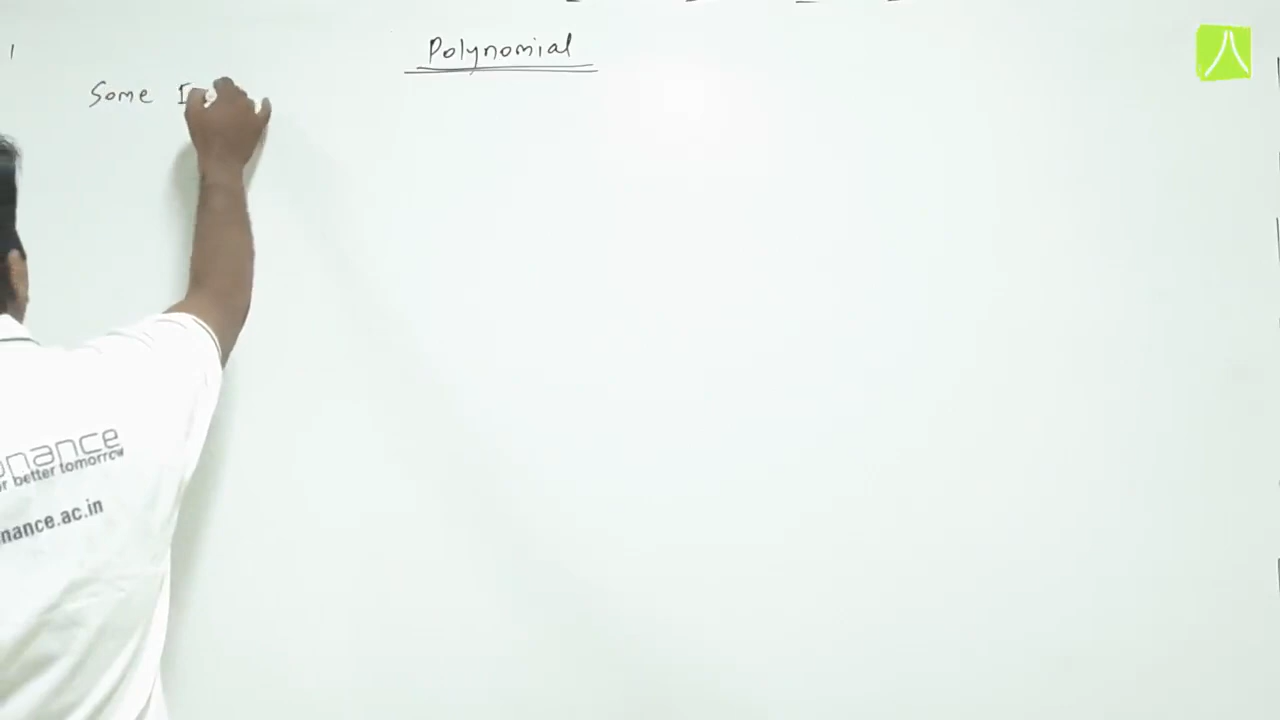 Polynomial
Some
nance
r better tomorrow
nance.ac.in